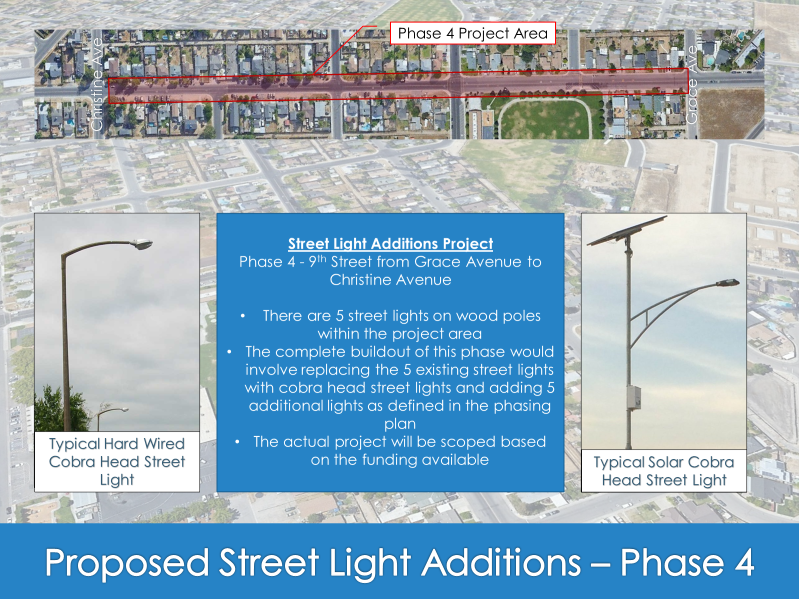 Phase 4 Project Area
Christine Ave
Grace Ave
Street Light Additions Project
Phase 4 - 9th Street from Grace Avenue to
Christine Avenue
• There are 5 street lights on wood poles
within the project area
• The complete buildout of this phase would
involve replacing the 5 existing street lights
with cobra head street lights and adding 5
additional lights as defined in the phasing
plan
• The actual project will be scoped based
on the funding available
Typical Hard Wired
Cobra Head Street
Light
Typical Solar Cobra
Head Street Light
Proposed Street Light Additions – Phase 4